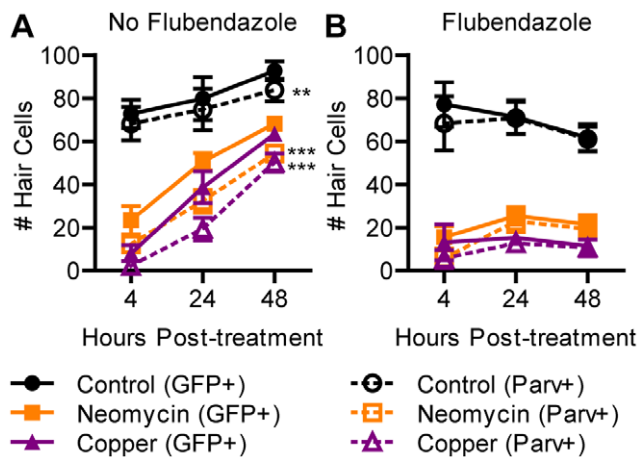 A No Flubendazole
100
80
60
40
20
0
# Hair Cells
**
***
***
4 24 48
Hours Post-treatment
B Flubendazole
100
80
60
40
20
0
# Hair Cells
4 24 48
Hours Post-treatment
Control (GFP+)
Neomycin (GFP+)
Copper (GFP+)
Control (Parv+)
Neomycin (Parv+)
Copper (Parv+)